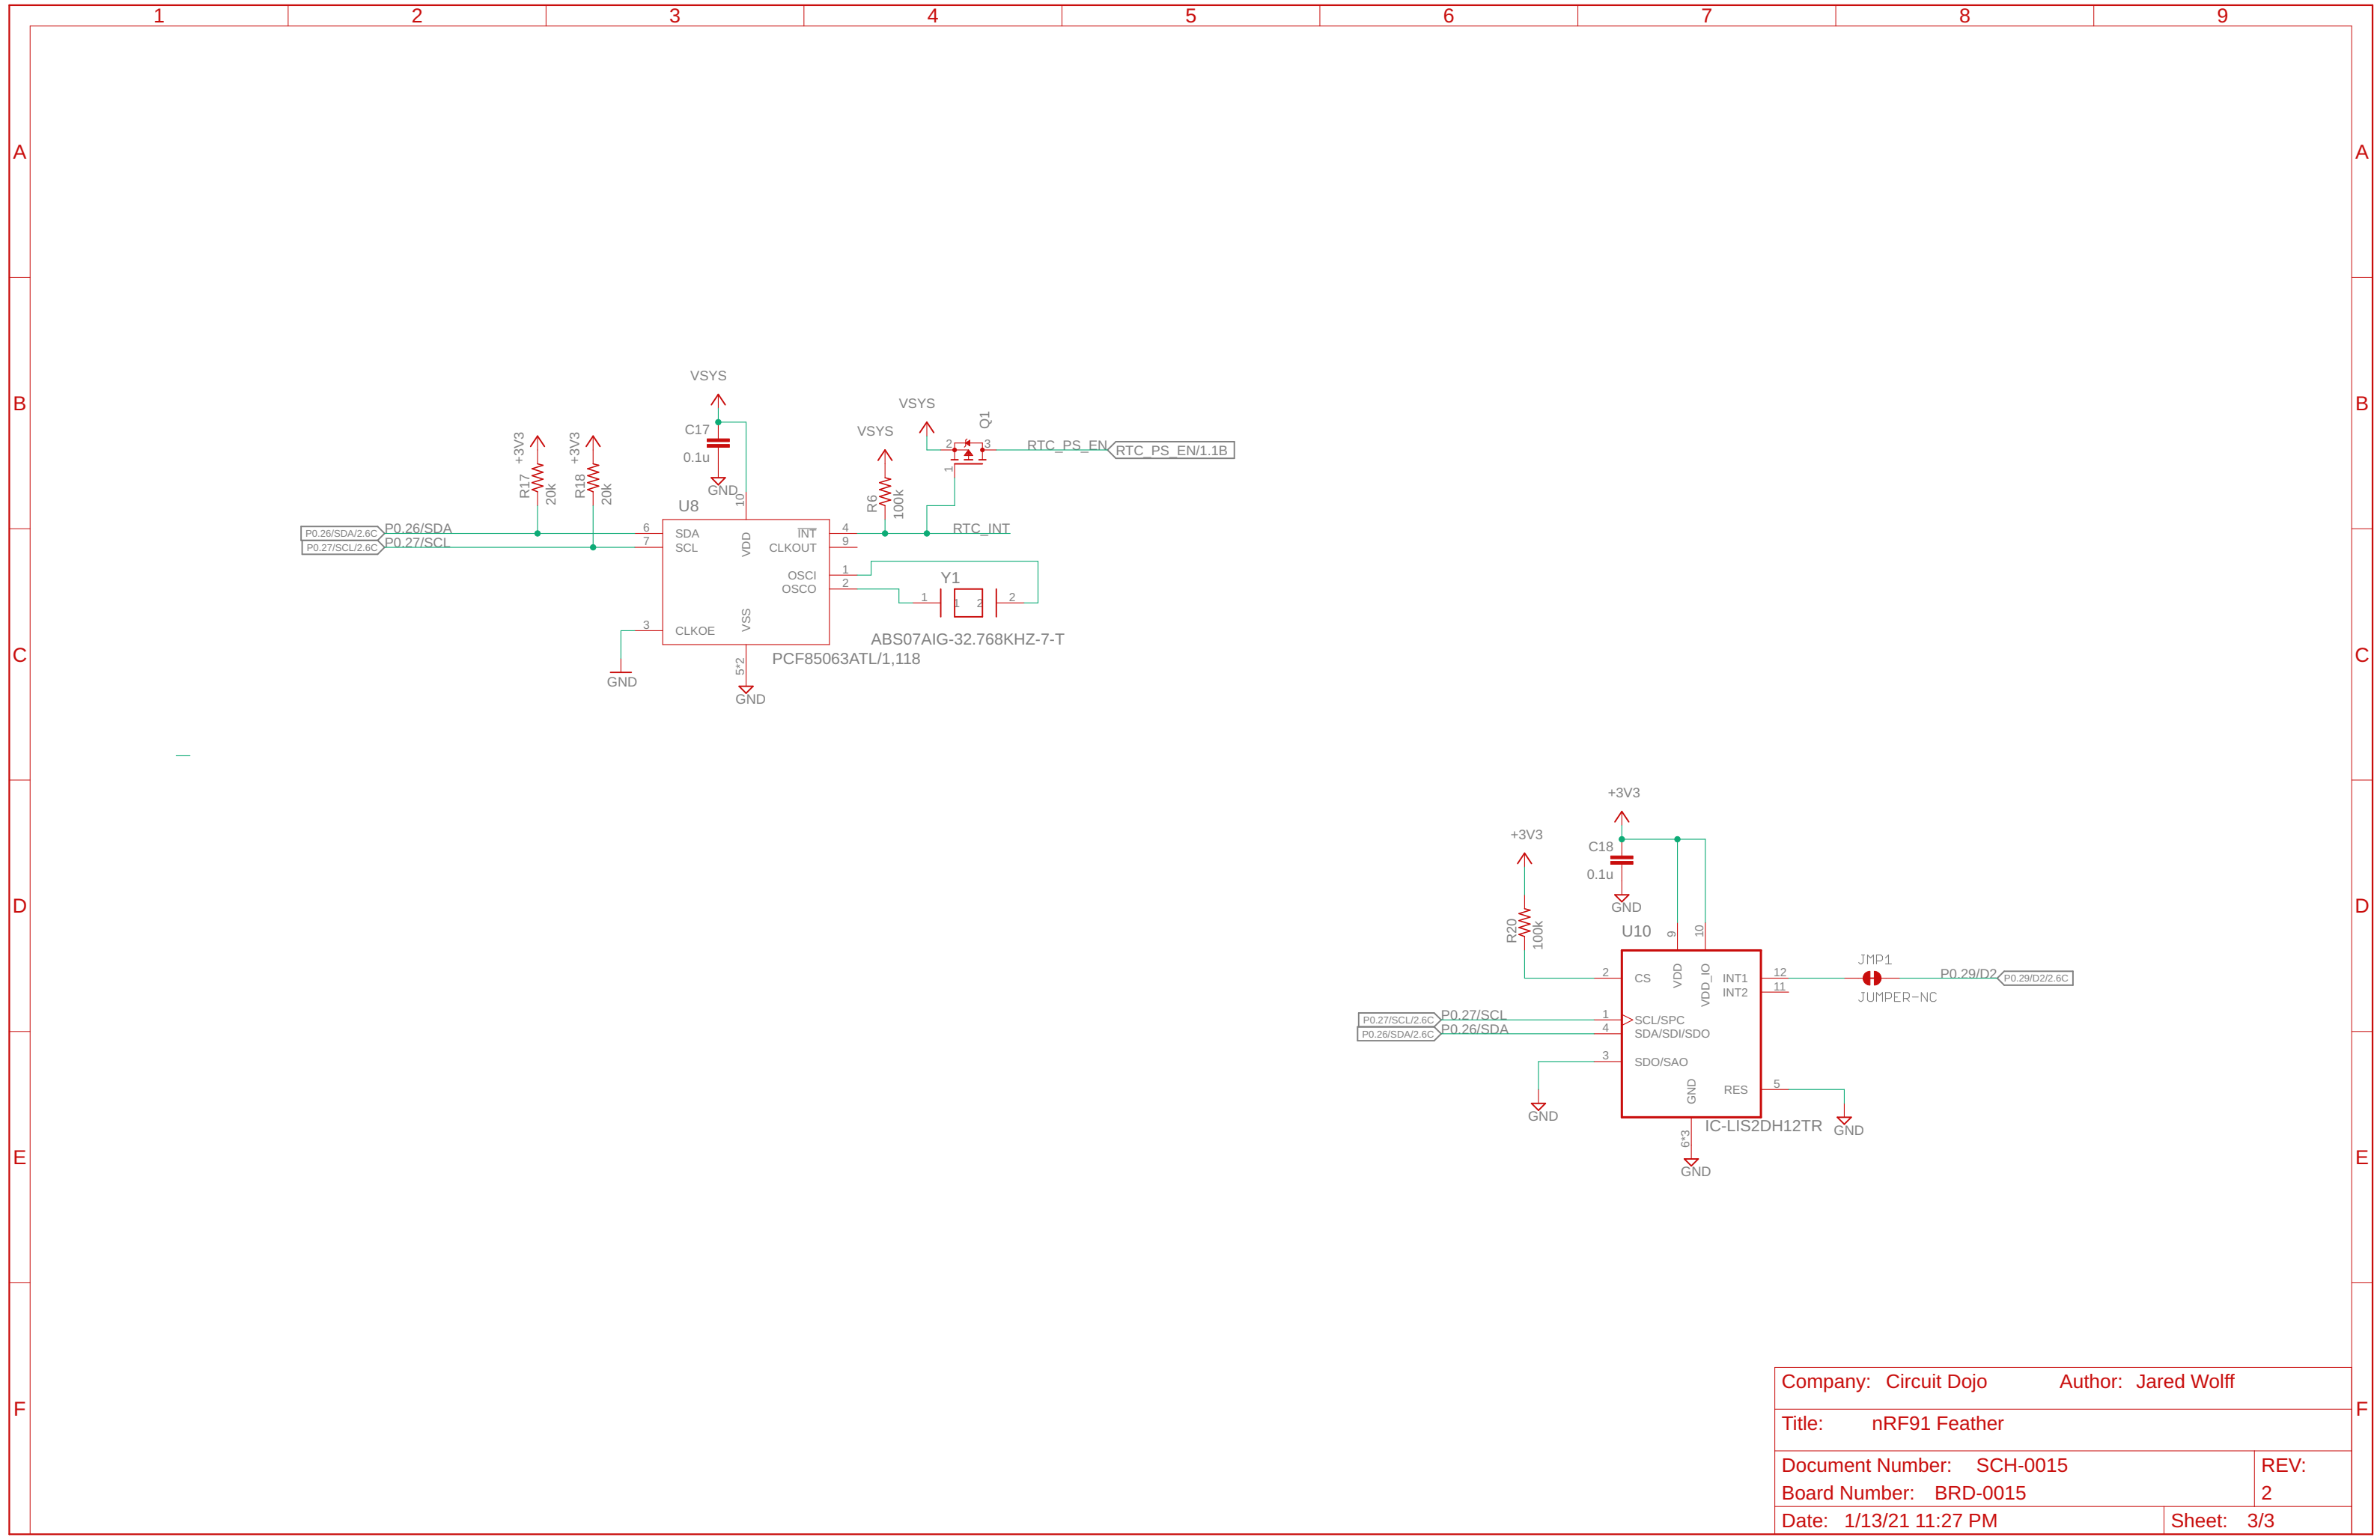 1 2 3 4 5 6 7 8 9
A A
B B
C C
D D
E E
F F
VSYS
C17
0.1u
GND
+3V3
R17
20k
+3V3
R18
20k
VSYS
R6
100k
VSYS
Q1
2 3
1
RTC_PS_EN
RTC_PS_EN/1.1B
U8
10
P0.26/SDA/2.6C P0.26/SDA
P0.27/SCL/2.6C P0.27/SCL
6 SDA
7 SCL
VDD
INT 4
CLKOUT 9
RTC_INT
OSCI 1
OSCO 2
Y1
1 1 2 2
ABS07AIG-32.768KHZ-7-T
3 CLKOE
VSS
GND
5*2
GND
PCF85063ATL/1,118
+3V3
+3V3
C18
0.1u
GND
R20
100k
U10
9
10
2 CS
VDD
VDD_IO
INT1 12
INT2 11
JMP1
JUMPER-NC
P0.29/D2 P0.29/D2/2.6C
P0.27/SCL/2.6C P0.27/SCL
P0.26/SDA/2.6C P0.26/SDA
1 SCL/SPC
4 SDA/SDI/SDO
3 SDO/SAO
GND
GND
RES 5
GND
IC-LIS2DH12TR
6*3
GND
Company: Circuit Dojo Author: Jared Wolff
Title: nRF91 Feather
Document Number: SCH-0015 REV:
Board Number: BRD-0015 2
Date: 1/13/21 11:27 PM Sheet: 3/3